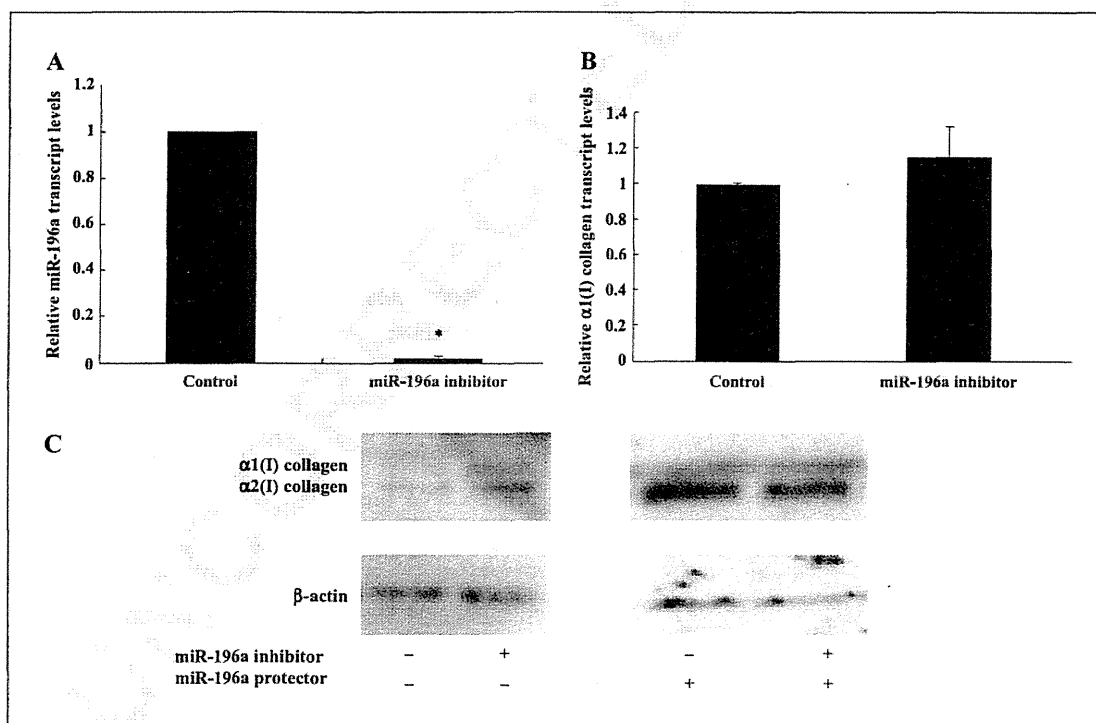 A
Relative miR-196a transcript levels
1.2
1
0.8
0.6
0.4
0.2
0
*
Control
miR-196a inhibitor
B
Relative α1(I) collagen transcript levels
1.4
1.2
1
0.8
0.6
0.4
0.2
0
Control
miR-196a inhibitor
C
α1(I) collagen
α2(I) collagen
β-actin
miR-196a inhibitor – + – +
miR-196a protector – – + +